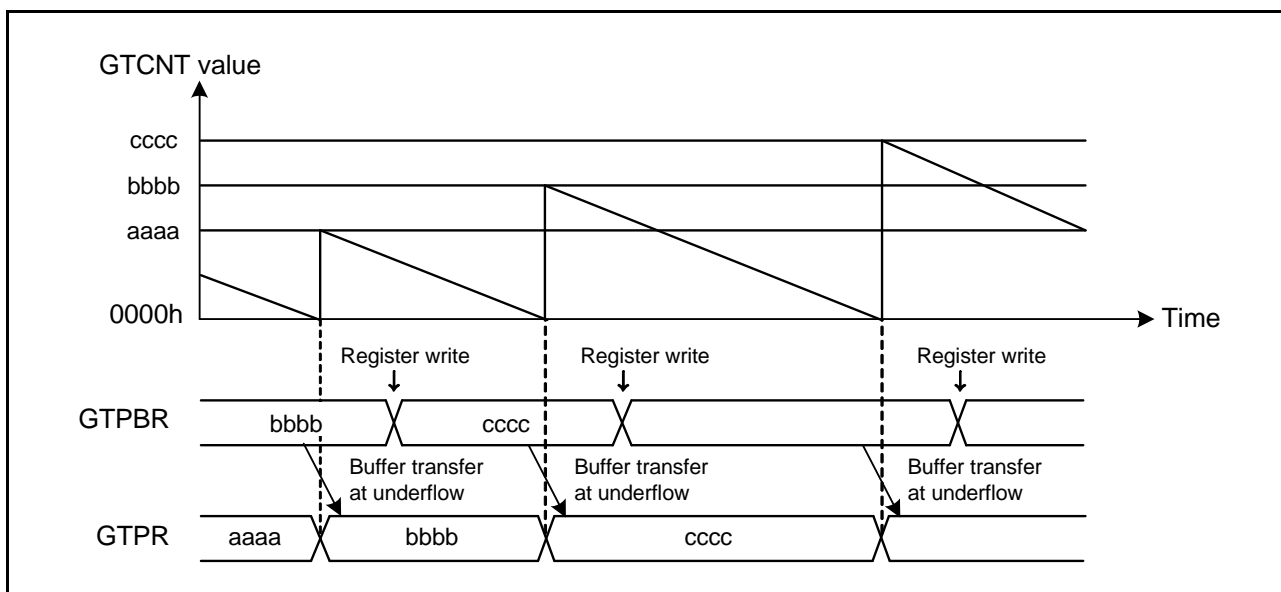 GTCNT value
cccc
bbbb
aaaa
0000h
Time
Register write
Register write
Register write
GTPBR
bbbb
cccc
Buffer transfer
at underflow
Buffer transfer
at underflow
Buffer transfer
at underflow
GTPR
aaaa
bbbb
cccc